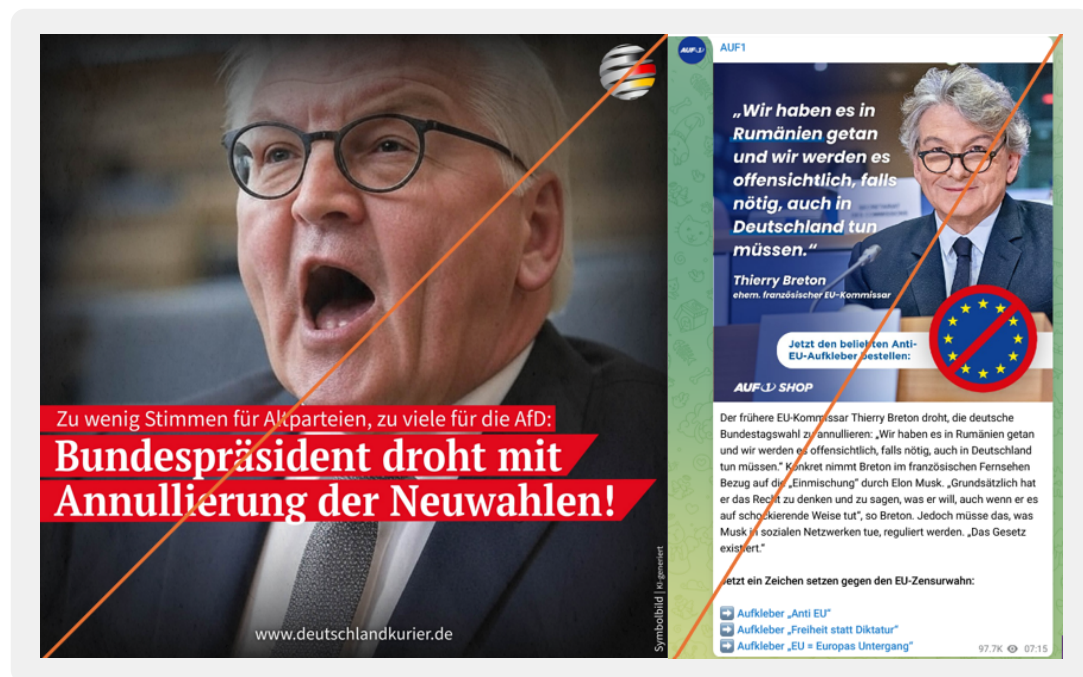 Zu wenig Stimmen für Altparteien, zu viele für die AfD:
Bundespräsident droht mit
Annullierung der Neuwahlen!
www.deutschlandkurier.de
Symbolbild | KI-generiert
AUF1
AUF1
„Wir haben es in
Rumänien getan
und wir werden es
offensichtlich, falls
nötig, auch in
Deutschland tun
müssen.“
Thierry Breton
ehem. französischer EU-Kommissar
Jetzt den beliebten Anti-
EU-Aufkleber bestellen:
AUF1 SHOP
Der frühere EU-Kommissar Thierry Breton droht, die deutsche
Bundestagswahl zu annullieren: „Wir haben es in Rumänien getan
und wir werden es offensichtlich, falls nötig, auch in Deutschland
tun müssen.“ Konkret nimmt Breton im französischen Fernsehen
Bezug auf die „Einmischung“ durch Elon Musk. „Grundsätzlich hat
er das Recht zu denken und zu sagen, was er will, auch wenn er es
auf schockierende Weise tut“, so Breton. Jedoch müsse das, was
Musk in sozialen Netzwerken tue, reguliert werden. „Das Gesetz
existiert.“
Jetzt ein Zeichen setzen gegen den EU-Zensurwahn:
Aufkleber „Anti EU“
Aufkleber „Freiheit statt Diktatur“
Aufkleber „EU = Europas Untergang“
97.7K 07:15